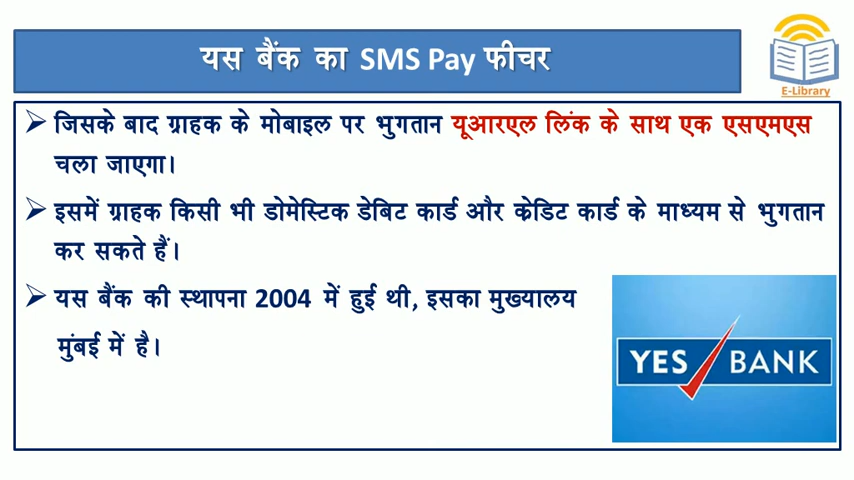 यस बैंक का SMS Pay फीचर
E-Library
➢ जिसके बाद ग्राहक के मोबाइल पर भुगतान यूआरएल लिंक के साथ एक एसएमएस
चला जाएगा।
➢ इसमें ग्राहक किसी भी डोमेस्टिक डेबिट कार्ड और क्रेडिट कार्ड के माध्यम से भुगतान
कर सकते हैं।
➢ यस बैंक की स्थापना 2004 में हुई थी, इसका मुख्यालय
मुंबई में है।
YES BANK